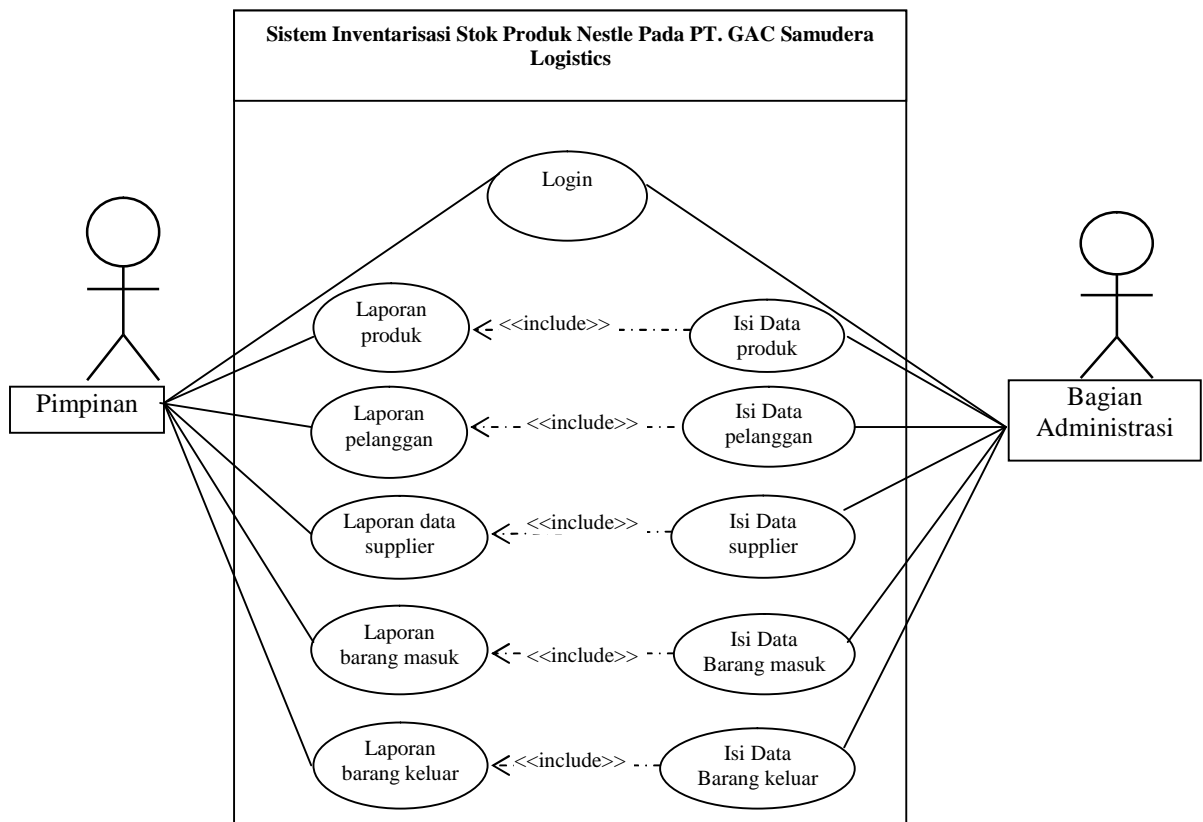 Sistem Inventarisasi Stok Produk Nestle Pada PT. GAC Samudera
Logistics
Login
Laporan
produk
<<include>>
Isi Data
produk
Pimpinan
Laporan
pelanggan
<<include>>
Isi Data
pelanggan
Bagian
Administrasi
Laporan data
supplier
<<include>>
Isi Data
supplier
Laporan
barang masuk
<<include>>
Isi Data
Barang masuk
Laporan
barang keluar
<<include>>
Isi Data
Barang keluar